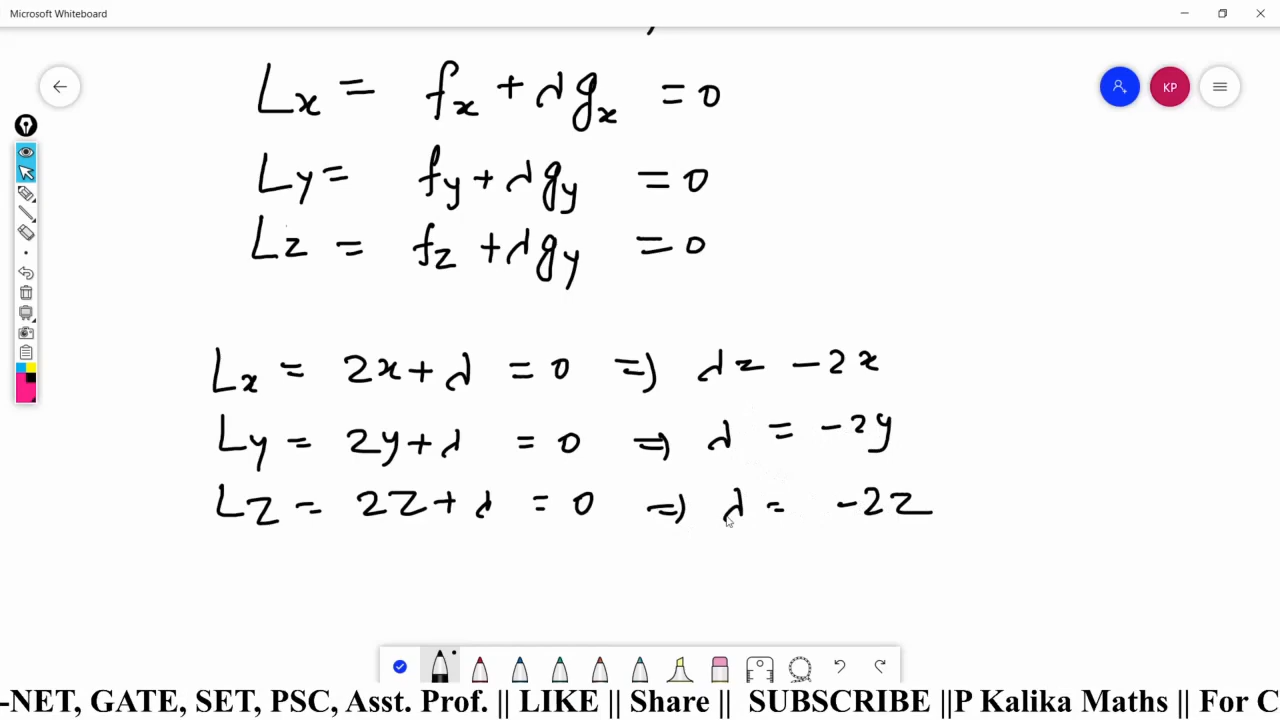 Microsoft Whiteboard
KP
Lx = fx + λgx = 0
Ly = fy + λgy = 0
Lz = fz + λgy = 0
Lx = 2x + λ = 0 => λ = -2x
Ly = 2y + λ = 0 => λ = -2y
LZ = 2Z + λ = 0 => λ = -2Z
-NET, GATE, SET, PSC, Asst. Prof. || LIKE || Share || SUBSCRIBE ||P Kalika Maths || For C